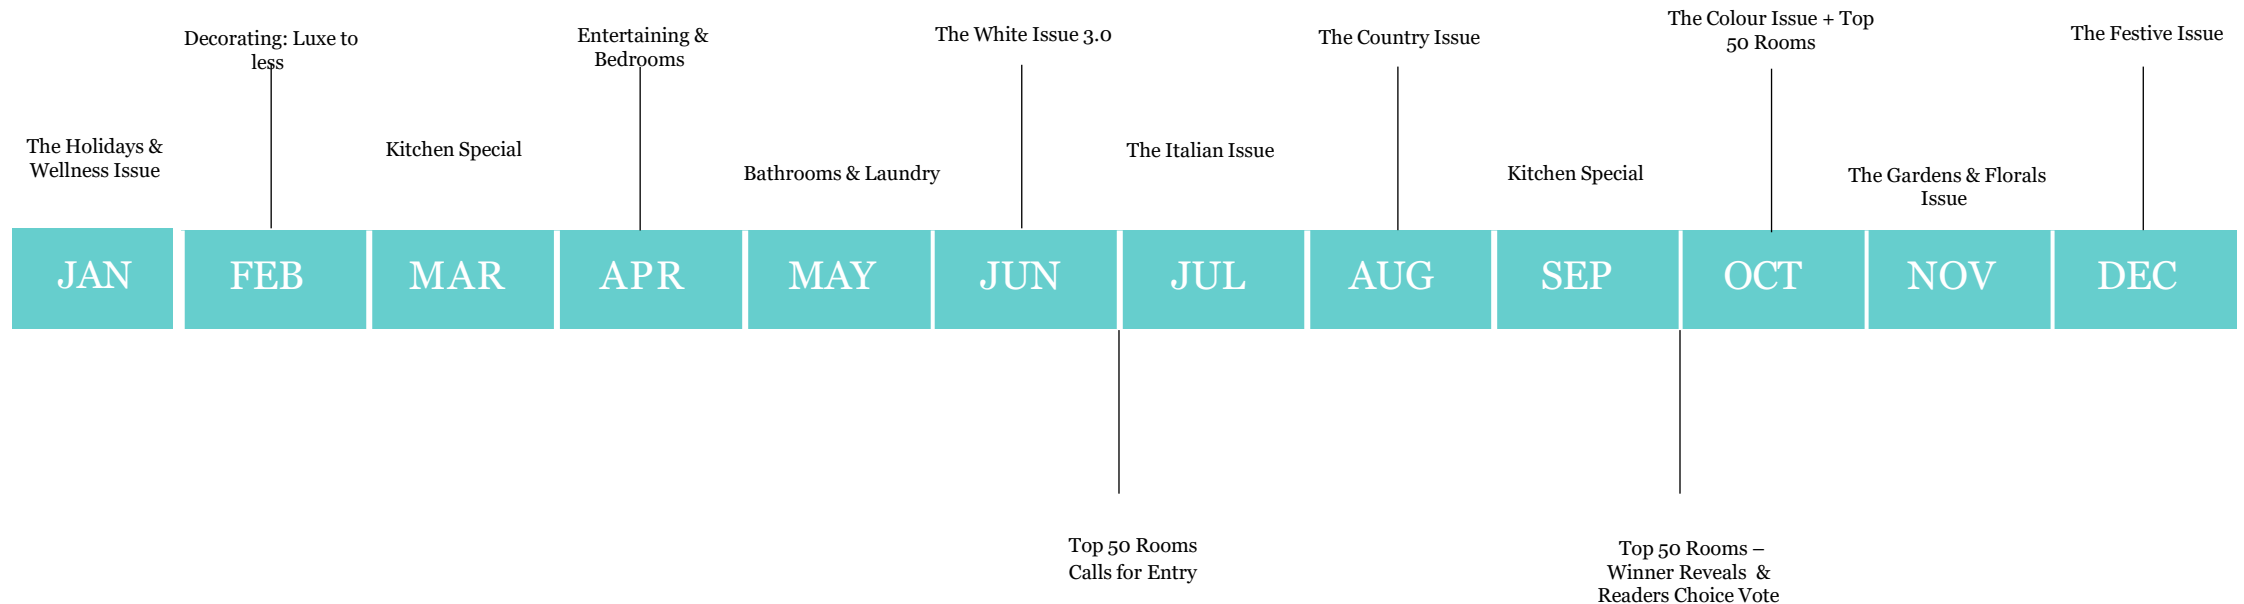 The Holidays &
Wellness Issue
Decorating: Luxe to
less
Kitchen Special
Entertaining &
Bedrooms
Bathrooms & Laundry
The White Issue 3.0
The Italian Issue
The Country Issue
Kitchen Special
The Colour Issue + Top
50 Rooms
The Gardens & Florals
Issue
The Festive Issue
JAN
FEB
MAR
APR
MAY
JUN
JUL
AUG
SEP
OCT
NOV
DEC
Top 50 Rooms
Calls for Entry
Top 50 Rooms –
Winner Reveals &
Readers Choice Vote